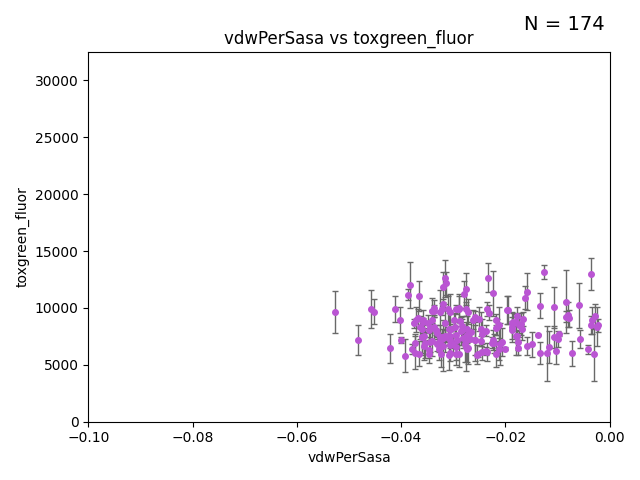 N = 174
vdwPerSasa vs toxgreen_fluor
30000
25000
20000
15000
10000
5000
0
toxgreen_fluor
−0.10 −0.08 −0.06 −0.04 −0.02 0.00
vdwPerSasa